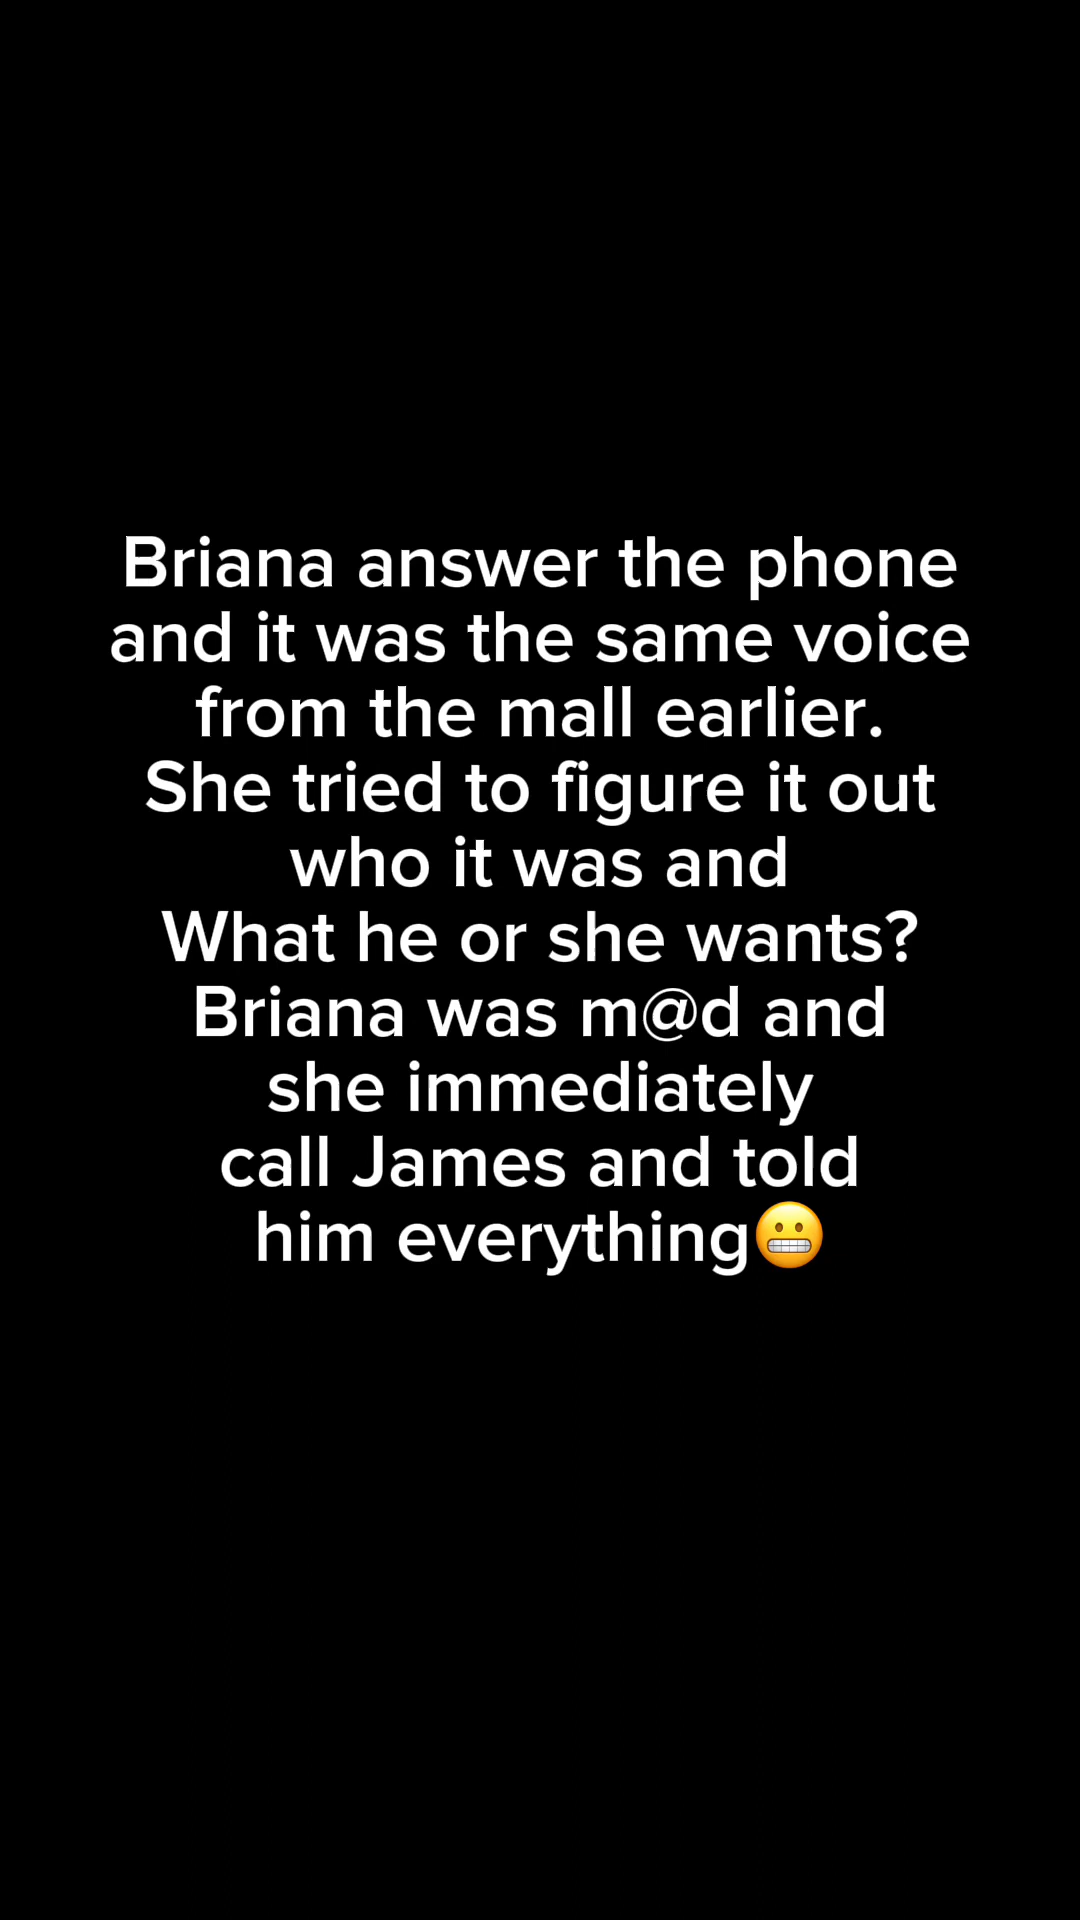 Briana answer the phone
and it was the same voice
from the mall earlier.
She tried to figure it out
who it was and
What he or she wants?
Briana was m@d and
she immediately
call James and told
him everything😬